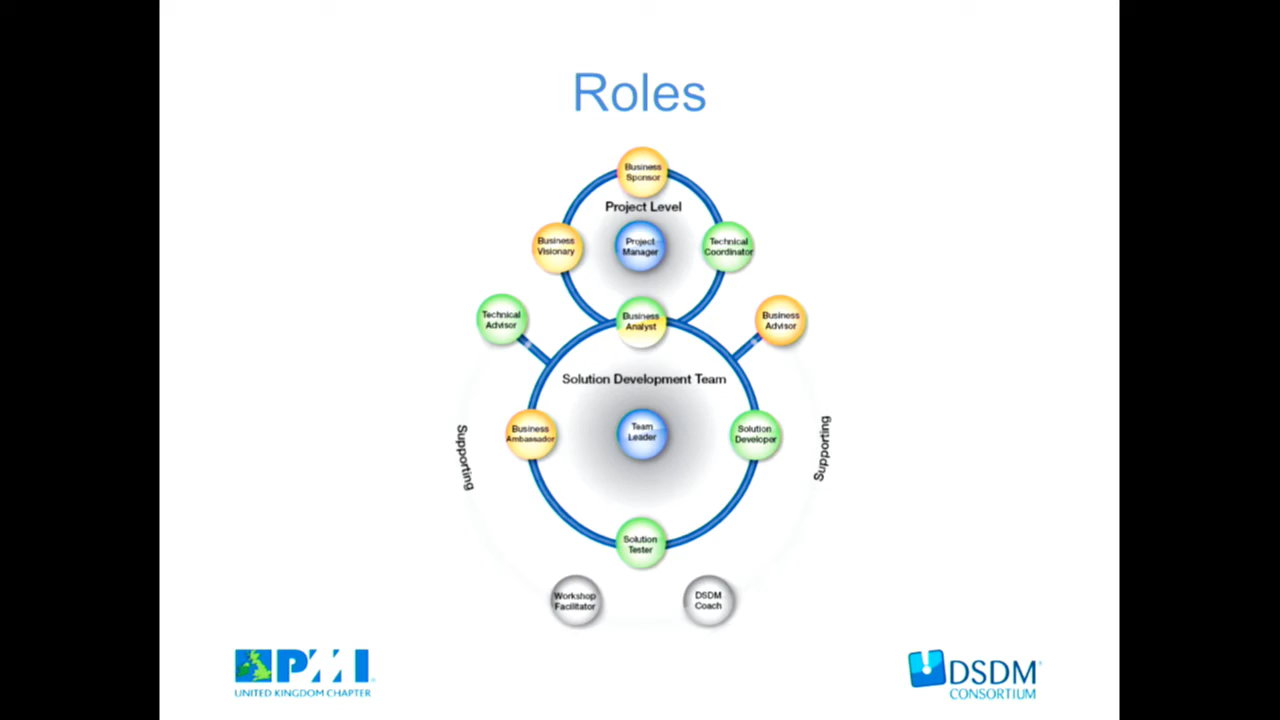 Roles
Business
Sponsor
Project Level
Business
Visionary
Project
Manager
Technical
Coordinator
Technical
Advisor
Business
Analyst
Business
Advisor
Solution Development Team
Business
Ambassador
Team
Leader
Solution
Developer
Supporting
Supporting
Solution
Tester
Workshop
Facilitator
DSDM
Coach
PMI
UNITED KINGDOM CHAPTER
DSDM
CONSORTIUM